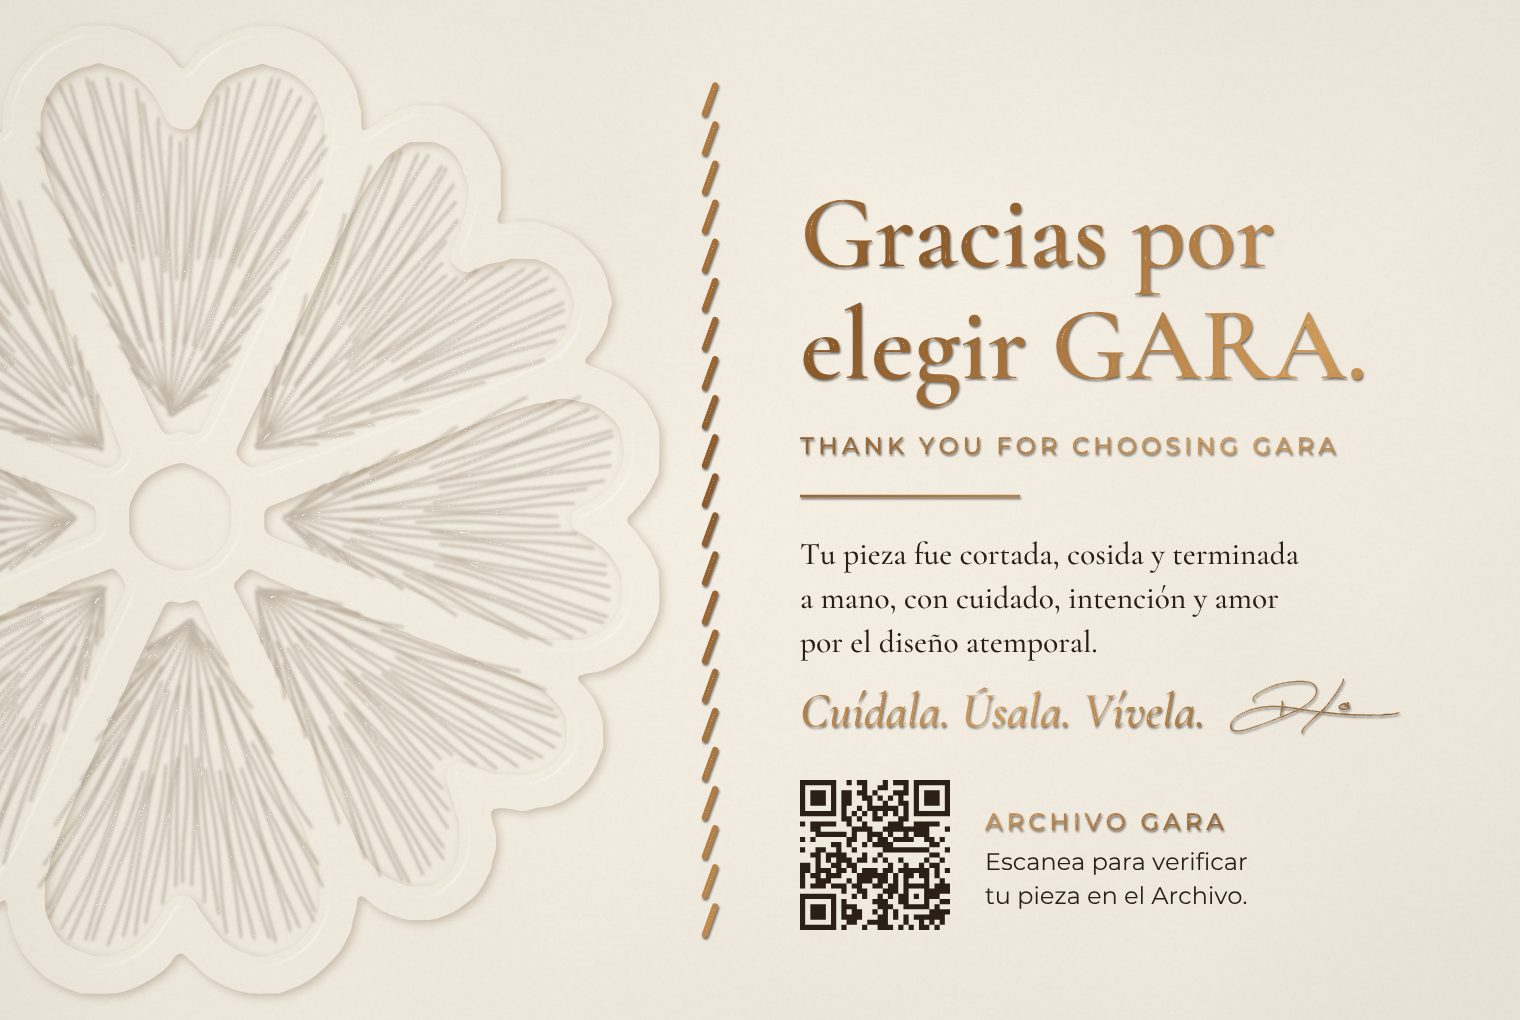 Gracias por
elegir GARA.
THANK YOU FOR CHOOSING GARA
Tu pieza fue cortada, cosida y terminada
a mano, con cuidado, intención y amor
por el diseño atemporal.
Cuídala. Úsala. Vívela.
ARCHIVO GARA
Escanea para verificar
tu pieza en el Archivo.